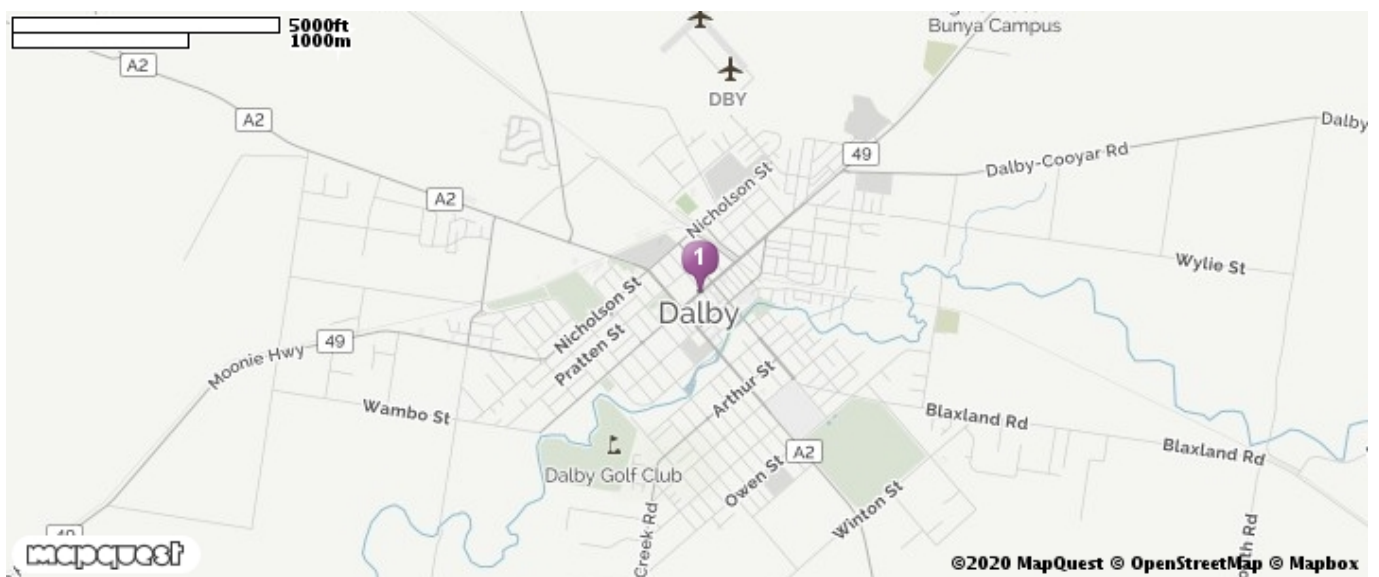 5000ft
1000m
Bunya Campus
A2
DBY
A2
Dalby
49
Dalby-Cooyar Rd
A2
Nicholson St
1
Wylie St
Dalby
Nicholson St
Pratten St
49
Moonie Hwy
Arthur St
Wambo St
Blaxland Rd
Blaxland Rd
A2
Dalby Golf Club
Owen St
Winton St
Creek Rd
Rd
mapquest
©2020 MapQuest © OpenStreetMap © Mapbox